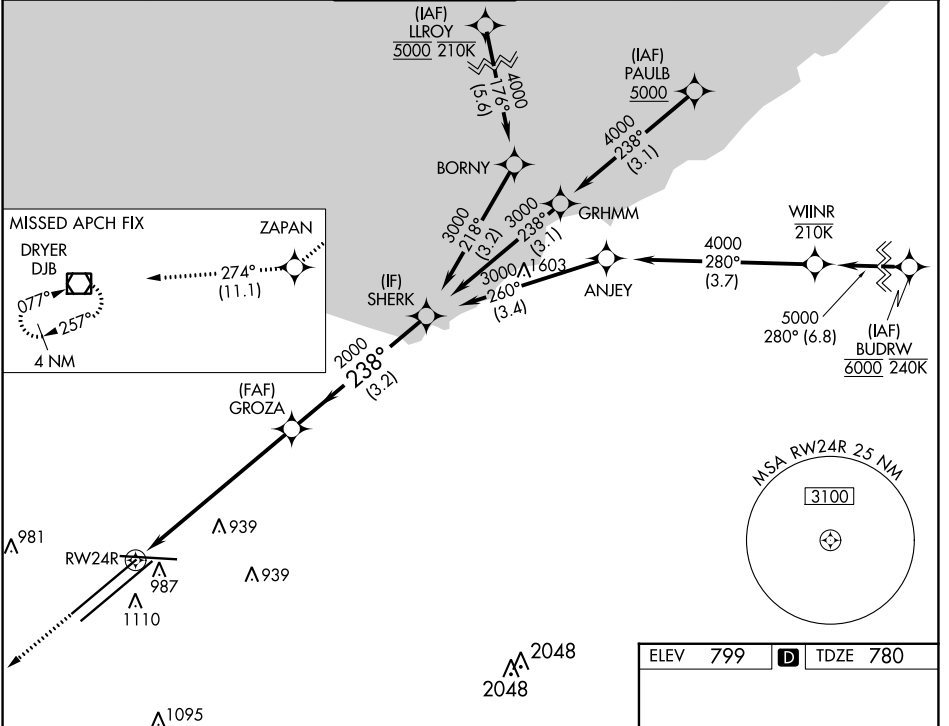 (IAF)
LLROY
5000 210K
4000
176°
(5.6)
(IAF)
PAULB
5000
4000
238°
(3.1)
BORNY
GRHMM
3000
218°
(3.2)
3000
238°
(3.1)
WIINR
210K
4000
280°
(3.7)
ANJEY
3000
1603
260°
(3.4)
5000
280° (6.8)
(IAF)
BUDRW
6000 240K
MISSED APCH FIX
DRYER
DJB
ZAPAN
274°
(11.1)
077°
257°
4 NM
(IF)
SHERK
2000
238°
(3.2)
(FAF)
GROZA
MSA RW24R 25 NM
3100
981
939
RW24R
987
939
1110
2048
2048
1095
ELEV 799 D TDZE 780